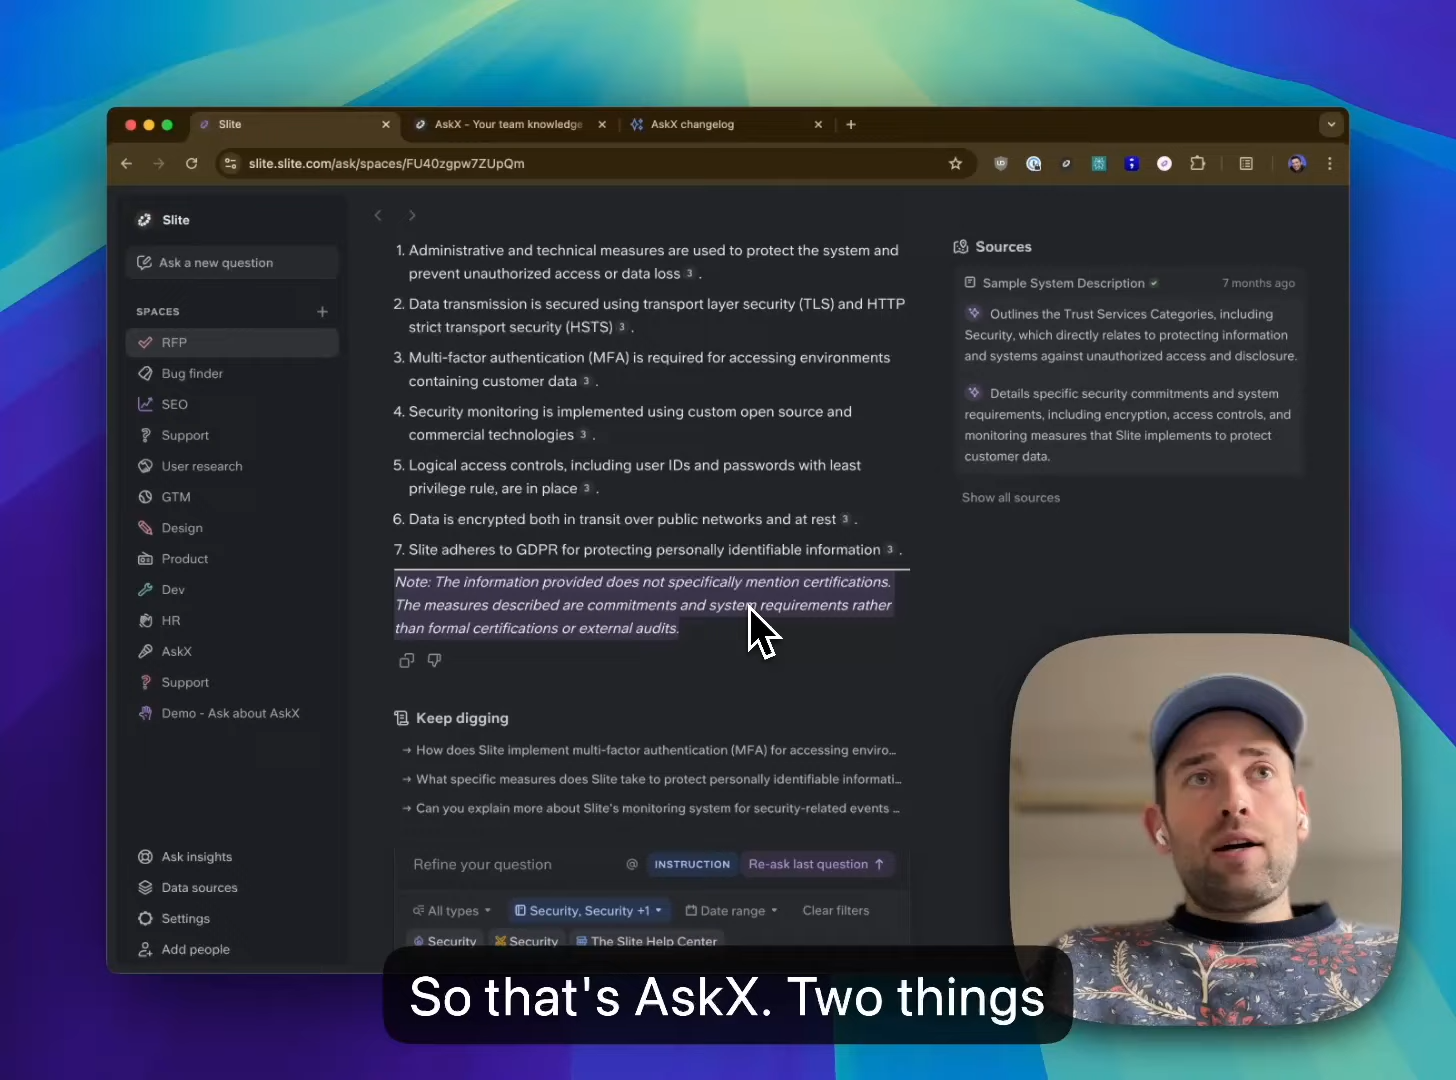 Slite
AskX - Your team knowledge
AskX changelog
slite.slite.com/ask/spaces/FU40zgpw7ZUpQm
Slite
Ask a new question
SPACES
RFP
Bug finder
SEO
Support
User research
GTM
Design
Product
Dev
HR
AskX
Support
Demo - Ask about AskX
Ask insights
Data sources
Settings
Add people
1. Administrative and technical measures are used to protect the system and
prevent unauthorized access or data loss 3 .
2. Data transmission is secured using transport layer security (TLS) and HTTP
strict transport security (HSTS) 3 .
3. Multi-factor authentication (MFA) is required for accessing environments
containing customer data 3 .
4. Security monitoring is implemented using custom open source and
commercial technologies 3 .
5. Logical access controls, including user IDs and passwords with least
privilege rule, are in place 3 .
6. Data is encrypted both in transit over public networks and at rest 3 .
7. Slite adheres to GDPR for protecting personally identifiable information 3 .
Note: The information provided does not specifically mention certifications.
The measures described are commitments and system requirements rather
than formal certifications or external audits.
Keep digging
→ How does Slite implement multi-factor authentication (MFA) for accessing enviro...
→ What specific measures does Slite take to protect personally identifiable informati...
→ Can you explain more about Slite's monitoring system for security-related events ...
Refine your question
@
INSTRUCTION
Re-ask last question ↑
All types
Security, Security +1
Date range
Clear filters
Security
Security
The Slite Help Center
Sources
Sample System Description
7 months ago
Outlines the Trust Services Categories, including
Security, which directly relates to protecting information
and systems against unauthorized access and disclosure.
Details specific security commitments and system
requirements, including encryption, access controls, and
monitoring measures that Slite implements to protect
customer data.
Show all sources
So that's AskX. Two things